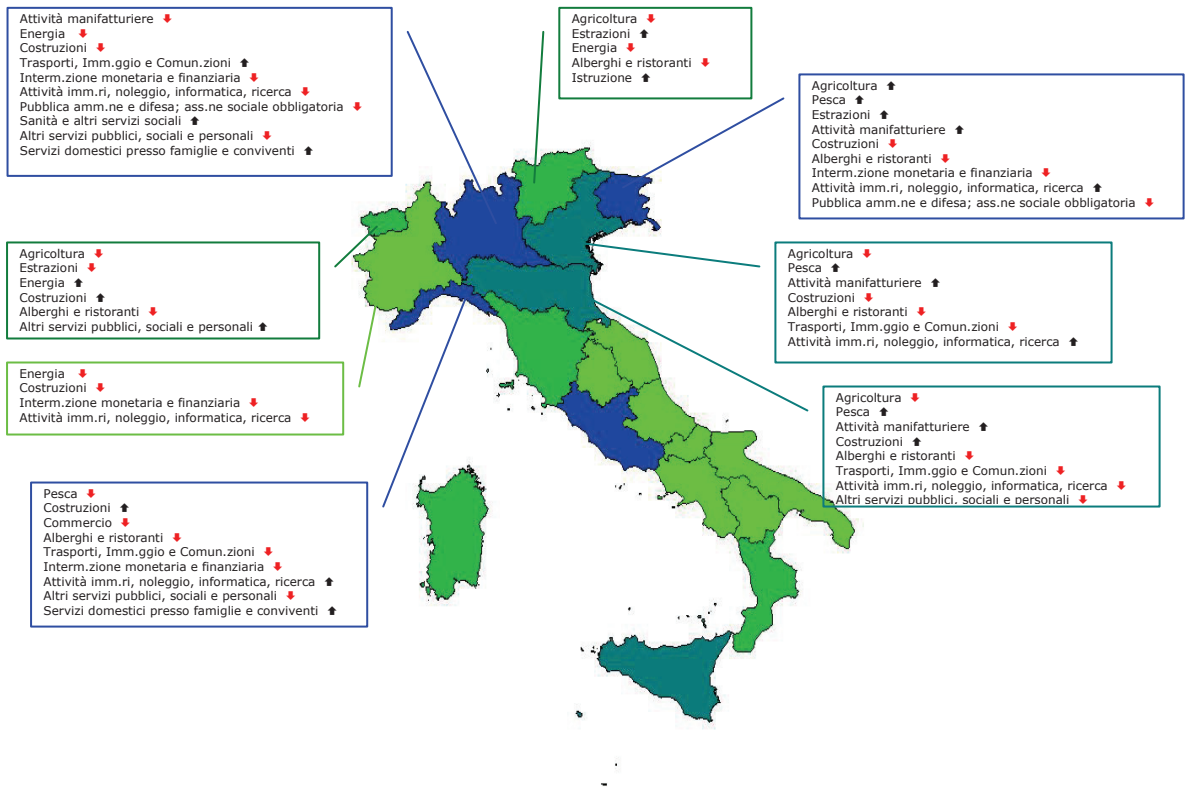 Attività manifatturiere ⬇
Energia ⬇
Costruzioni ⬇
Trasporti, Imm.ggio e Comun.zioni ⬆
Interm.zione monetaria e finanziaria ⬇
Attività imm.ri, noleggio, informatica, ricerca ⬇
Pubblica amm.ne e difesa; ass.ne sociale obbligatoria ⬇
Sanità e altri servizi sociali ⬆
Altri servizi pubblici, sociali e personali ⬇
Servizi domestici presso famiglie e conviventi ⬆
Agricoltura ⬇
Estrazioni ⬆
Energia ⬇
Alberghi e ristoranti ⬇
Istruzione ⬆
Agricoltura ⬆
Pesca ⬆
Estrazioni ⬆
Attività manifatturiere ⬆
Costruzioni ⬇
Alberghi e ristoranti ⬇
Interm.zione monetaria e finanziaria ⬇
Attività imm.ri, noleggio, informatica, ricerca ⬆
Pubblica amm.ne e difesa; ass.ne sociale obbligatoria ⬇
Agricoltura ⬇
Estrazioni ⬇
Energia ⬆
Costruzioni ⬆
Alberghi e ristoranti ⬇
Altri servizi pubblici, sociali e personali ⬆
Agricoltura ⬇
Pesca ⬆
Attività manifatturiere ⬆
Costruzioni ⬇
Alberghi e ristoranti ⬇
Trasporti, Imm.ggio e Comun.zioni ⬇
Attività imm.ri, noleggio, informatica, ricerca ⬆
Energia ⬇
Costruzioni ⬇
Interm.zione monetaria e finanziaria ⬇
Attività imm.ri, noleggio, informatica, ricerca ⬇
Agricoltura ⬇
Pesca ⬆
Attività manifatturiere ⬆
Costruzioni ⬆
Alberghi e ristoranti ⬇
Trasporti, Imm.ggio e Comun.zioni ⬇
Attività imm.ri, noleggio, informatica, ricerca ⬇
Altri servizi pubblici, sociali e personali ⬇
Pesca ⬇
Costruzioni ⬆
Commercio ⬇
Alberghi e ristoranti ⬇
Trasporti, Imm.ggio e Comun.zioni ⬇
Interm.zione monetaria e finanziaria ⬇
Attività imm.ri, noleggio, informatica, ricerca ⬆
Altri servizi pubblici, sociali e personali ⬇
Servizi domestici presso famiglie e conviventi ⬆